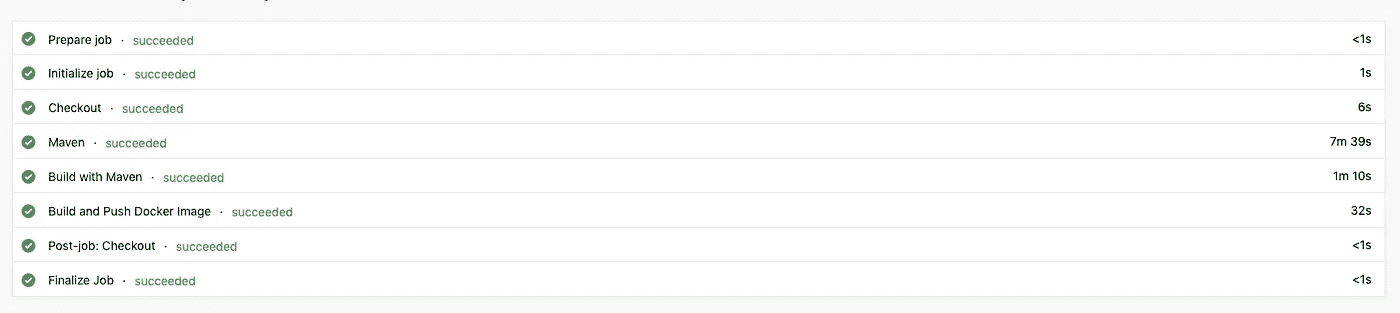 Prepare job · succeeded <1s
Initialize job · succeeded 1s
Checkout · succeeded 6s
Maven · succeeded 7m 39s
Build with Maven · succeeded 1m 10s
Build and Push Docker Image · succeeded 32s
Post-job: Checkout · succeeded <1s
Finalize Job · succeeded <1s